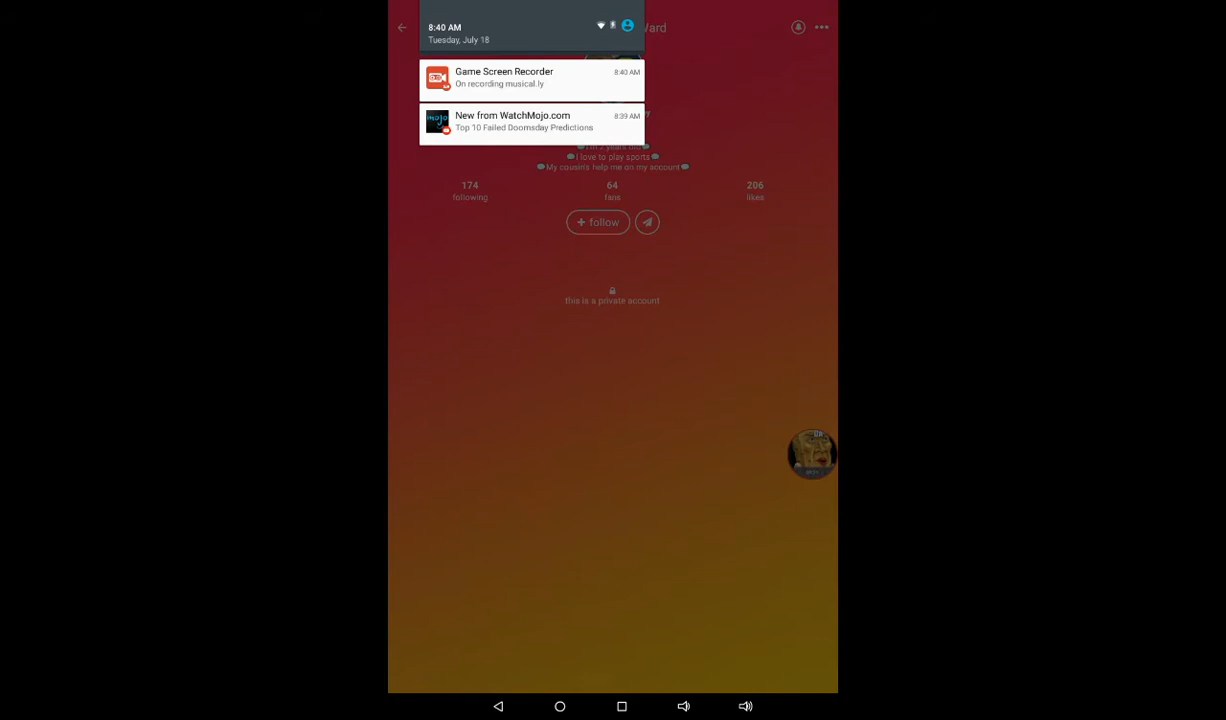 8:40 AM
Tuesday, July 18
Ward
Game Screen Recorder
8:40 AM
On recording musical.ly
mojo
New from WatchMojo.com
8:39 AM
Top 10 Failed Doomsday Predictions
I love to play sports
My cousin's help me on my account
174
following
64
fans
206
likes
+ follow
this is a private account